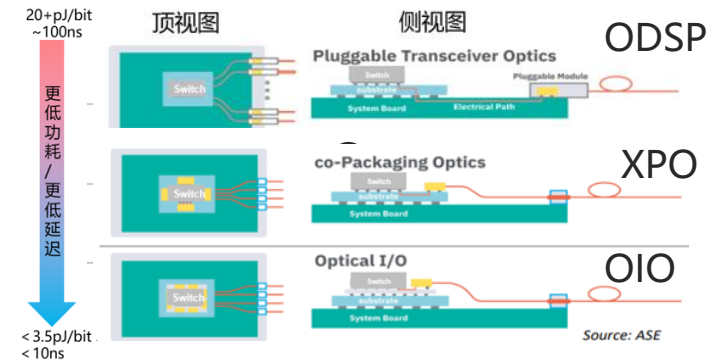 20+pJ/bit
~100ns
顶视图
侧视图
ODSP
Pluggable Transceiver Optics
Switch
Switch
substrate
Pluggable Module
System Board
Electrical Path
更低功耗/更低延迟
co-Packaging Optics
XPO
Switch
Switch
substrate
System Board
Optical I/O
OIO
Switch
Switch
substrate
System Board
<3.5pJ/bit
<10ns
Source: ASE